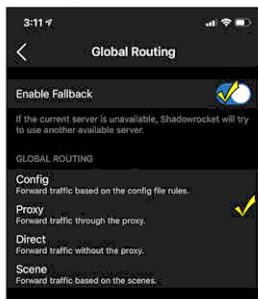 3:11
Global Routing
Enable Fallback
If the current server is unavailable, Shadowrocket will try
to use another available server.
GLOBAL ROUTING
Config
Forward traffic based on the config file rules.
Proxy
Forward traffic through the proxy.
Direct
Forward traffic without the proxy.
Scene
Forward traffic based on the scenes.